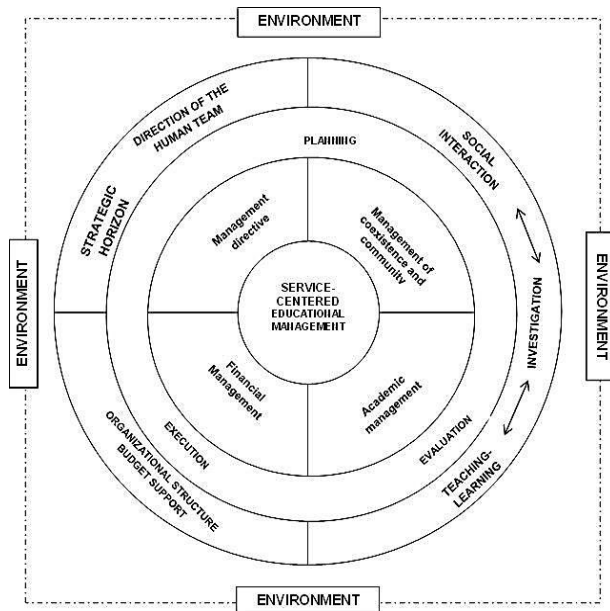 ENVIRONMENT
DIRECTION OF THE
HUMAN TEAM
STRATEGIC
HORIZON
SOCIAL
INTERACTION
PLANNING
Management
directive
Management of
coexistence and
community
SERVICE-
CENTERED
EDUCATIONAL
MANAGEMENT
ENVIRONMENT
ENVIRONMENT
INVESTIGATION
Financial
Management
Academic
management
EXECUTION
EVALUATION
ORGANIZATIONAL STRUCTURE
BUDGET SUPPORT
TEACHING-
LEARNING
ENVIRONMENT